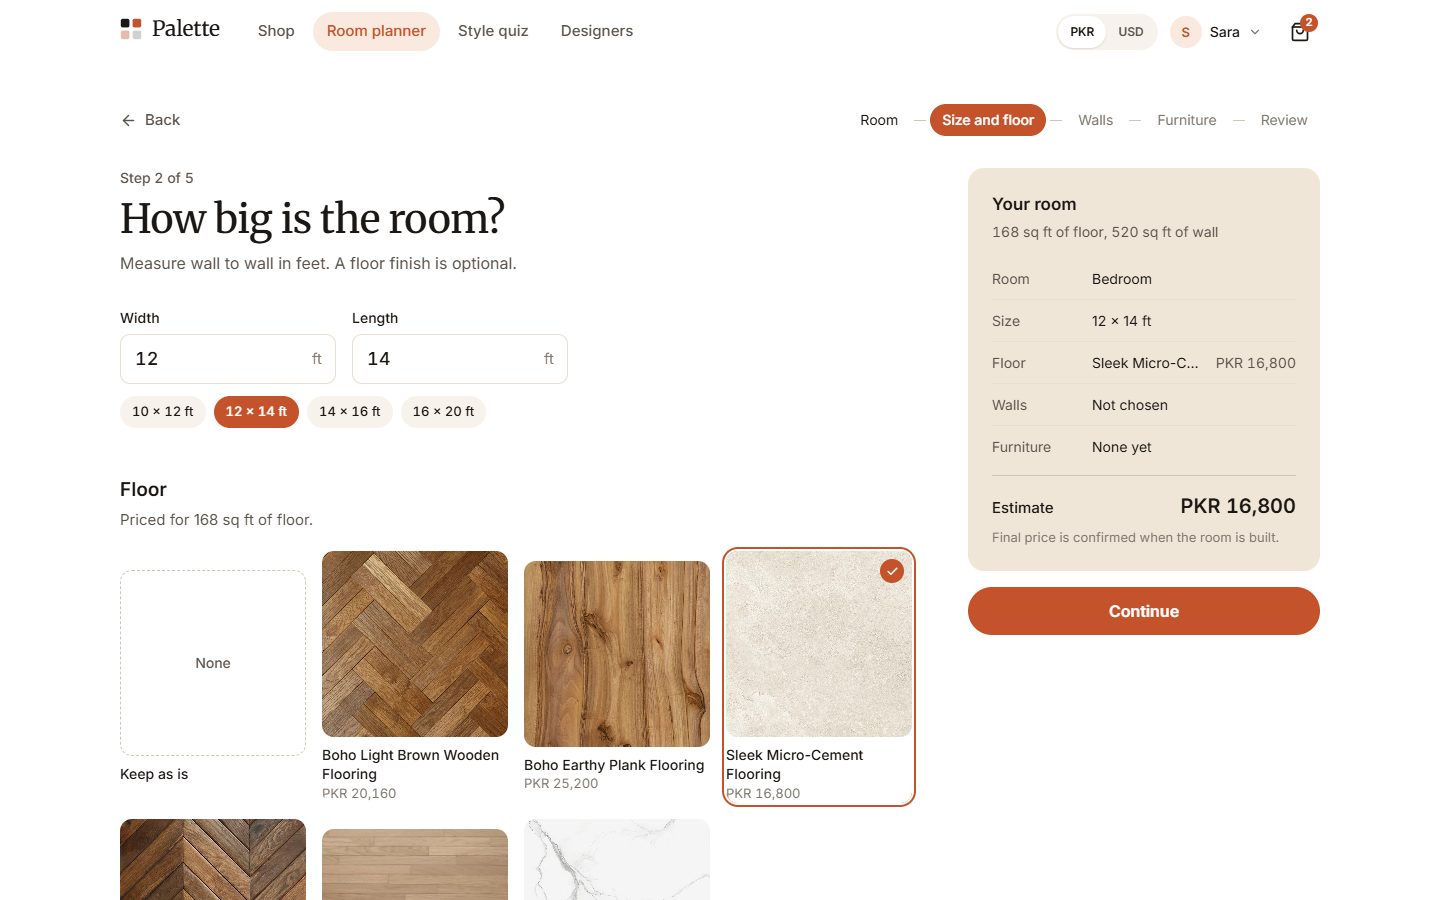 Palette
Shop
Room planner
Style quiz
Designers
PKR
USD
S
Sara
2
Back
Room
Size and floor
Walls
Furniture
Review
Step 2 of 5
How big is the room?
Measure wall to wall in feet. A floor finish is optional.
Width
Length
12 ft
14 ft
10 × 12 ft
12 × 14 ft
14 × 16 ft
16 × 20 ft
Floor
Priced for 168 sq ft of floor.
None
Keep as is
Boho Light Brown Wooden
Flooring
PKR 20,160
Boho Earthy Plank Flooring
PKR 25,200
Sleek Micro-Cement
Flooring
PKR 16,800
Your room
168 sq ft of floor, 520 sq ft of wall
Room Bedroom
Size 12 × 14 ft
Floor Sleek Micro-C... PKR 16,800
Walls Not chosen
Furniture None yet
Estimate PKR 16,800
Final price is confirmed when the room is built.
Continue